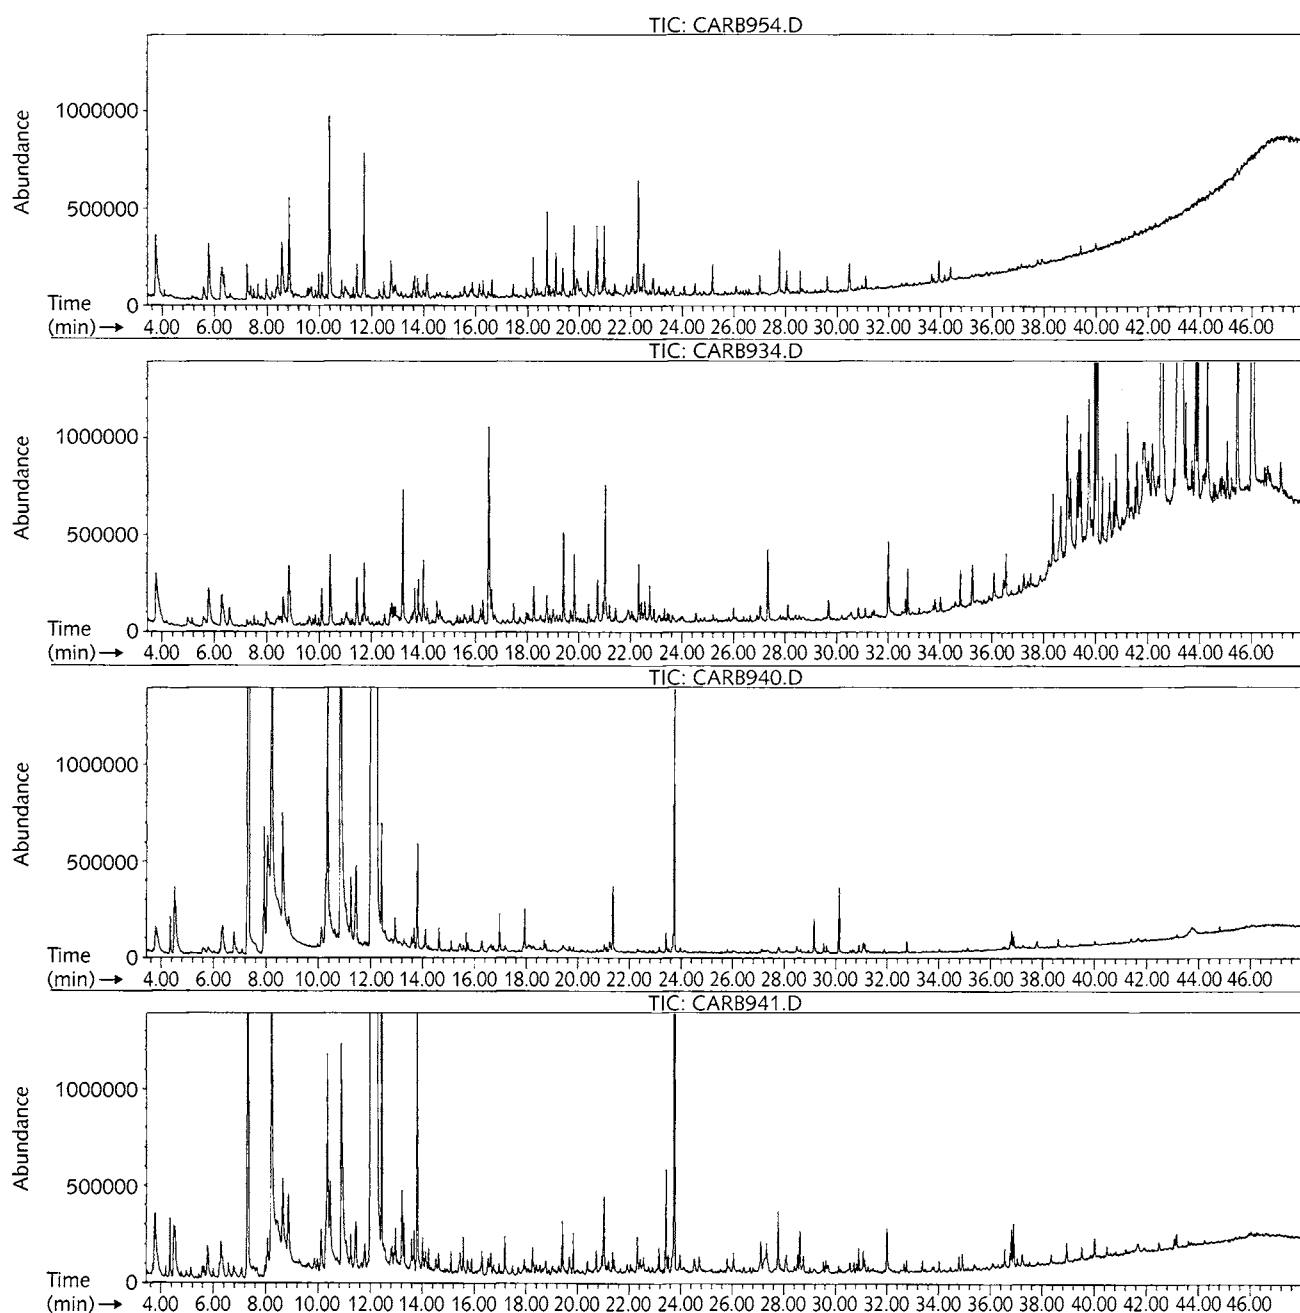 TIC: CARB954.D
Abundance
1000000
500000
0
Time
(min) →
4.00 6.00 8.00 10.00 12.00 14.00 16.00 18.00 20.00 22.00 24.00 26.00 28.00 30.00 32.00 34.00 36.00 38.00 40.00 42.00 44.00 46.00
TIC: CARB934.D
Abundance
1000000
500000
0
Time
(min) →
4.00 6.00 8.00 10.00 12.00 14.00 16.00 18.00 20.00 22.00 24.00 26.00 28.00 30.00 32.00 34.00 36.00 38.00 40.00 42.00 44.00 46.00
TIC: CARB940.D
Abundance
1000000
500000
0
Time
(min) →
4.00 6.00 8.00 10.00 12.00 14.00 16.00 18.00 20.00 22.00 24.00 26.00 28.00 30.00 32.00 34.00 36.00 38.00 40.00 42.00 44.00 46.00
TIC: CARB941.D
Abundance
1000000
500000
0
Time
(min) →
4.00 6.00 8.00 10.00 12.00 14.00 16.00 18.00 20.00 22.00 24.00 26.00 28.00 30.00 32.00 34.00 36.00 38.00 40.00 42.00 44.00 46.00